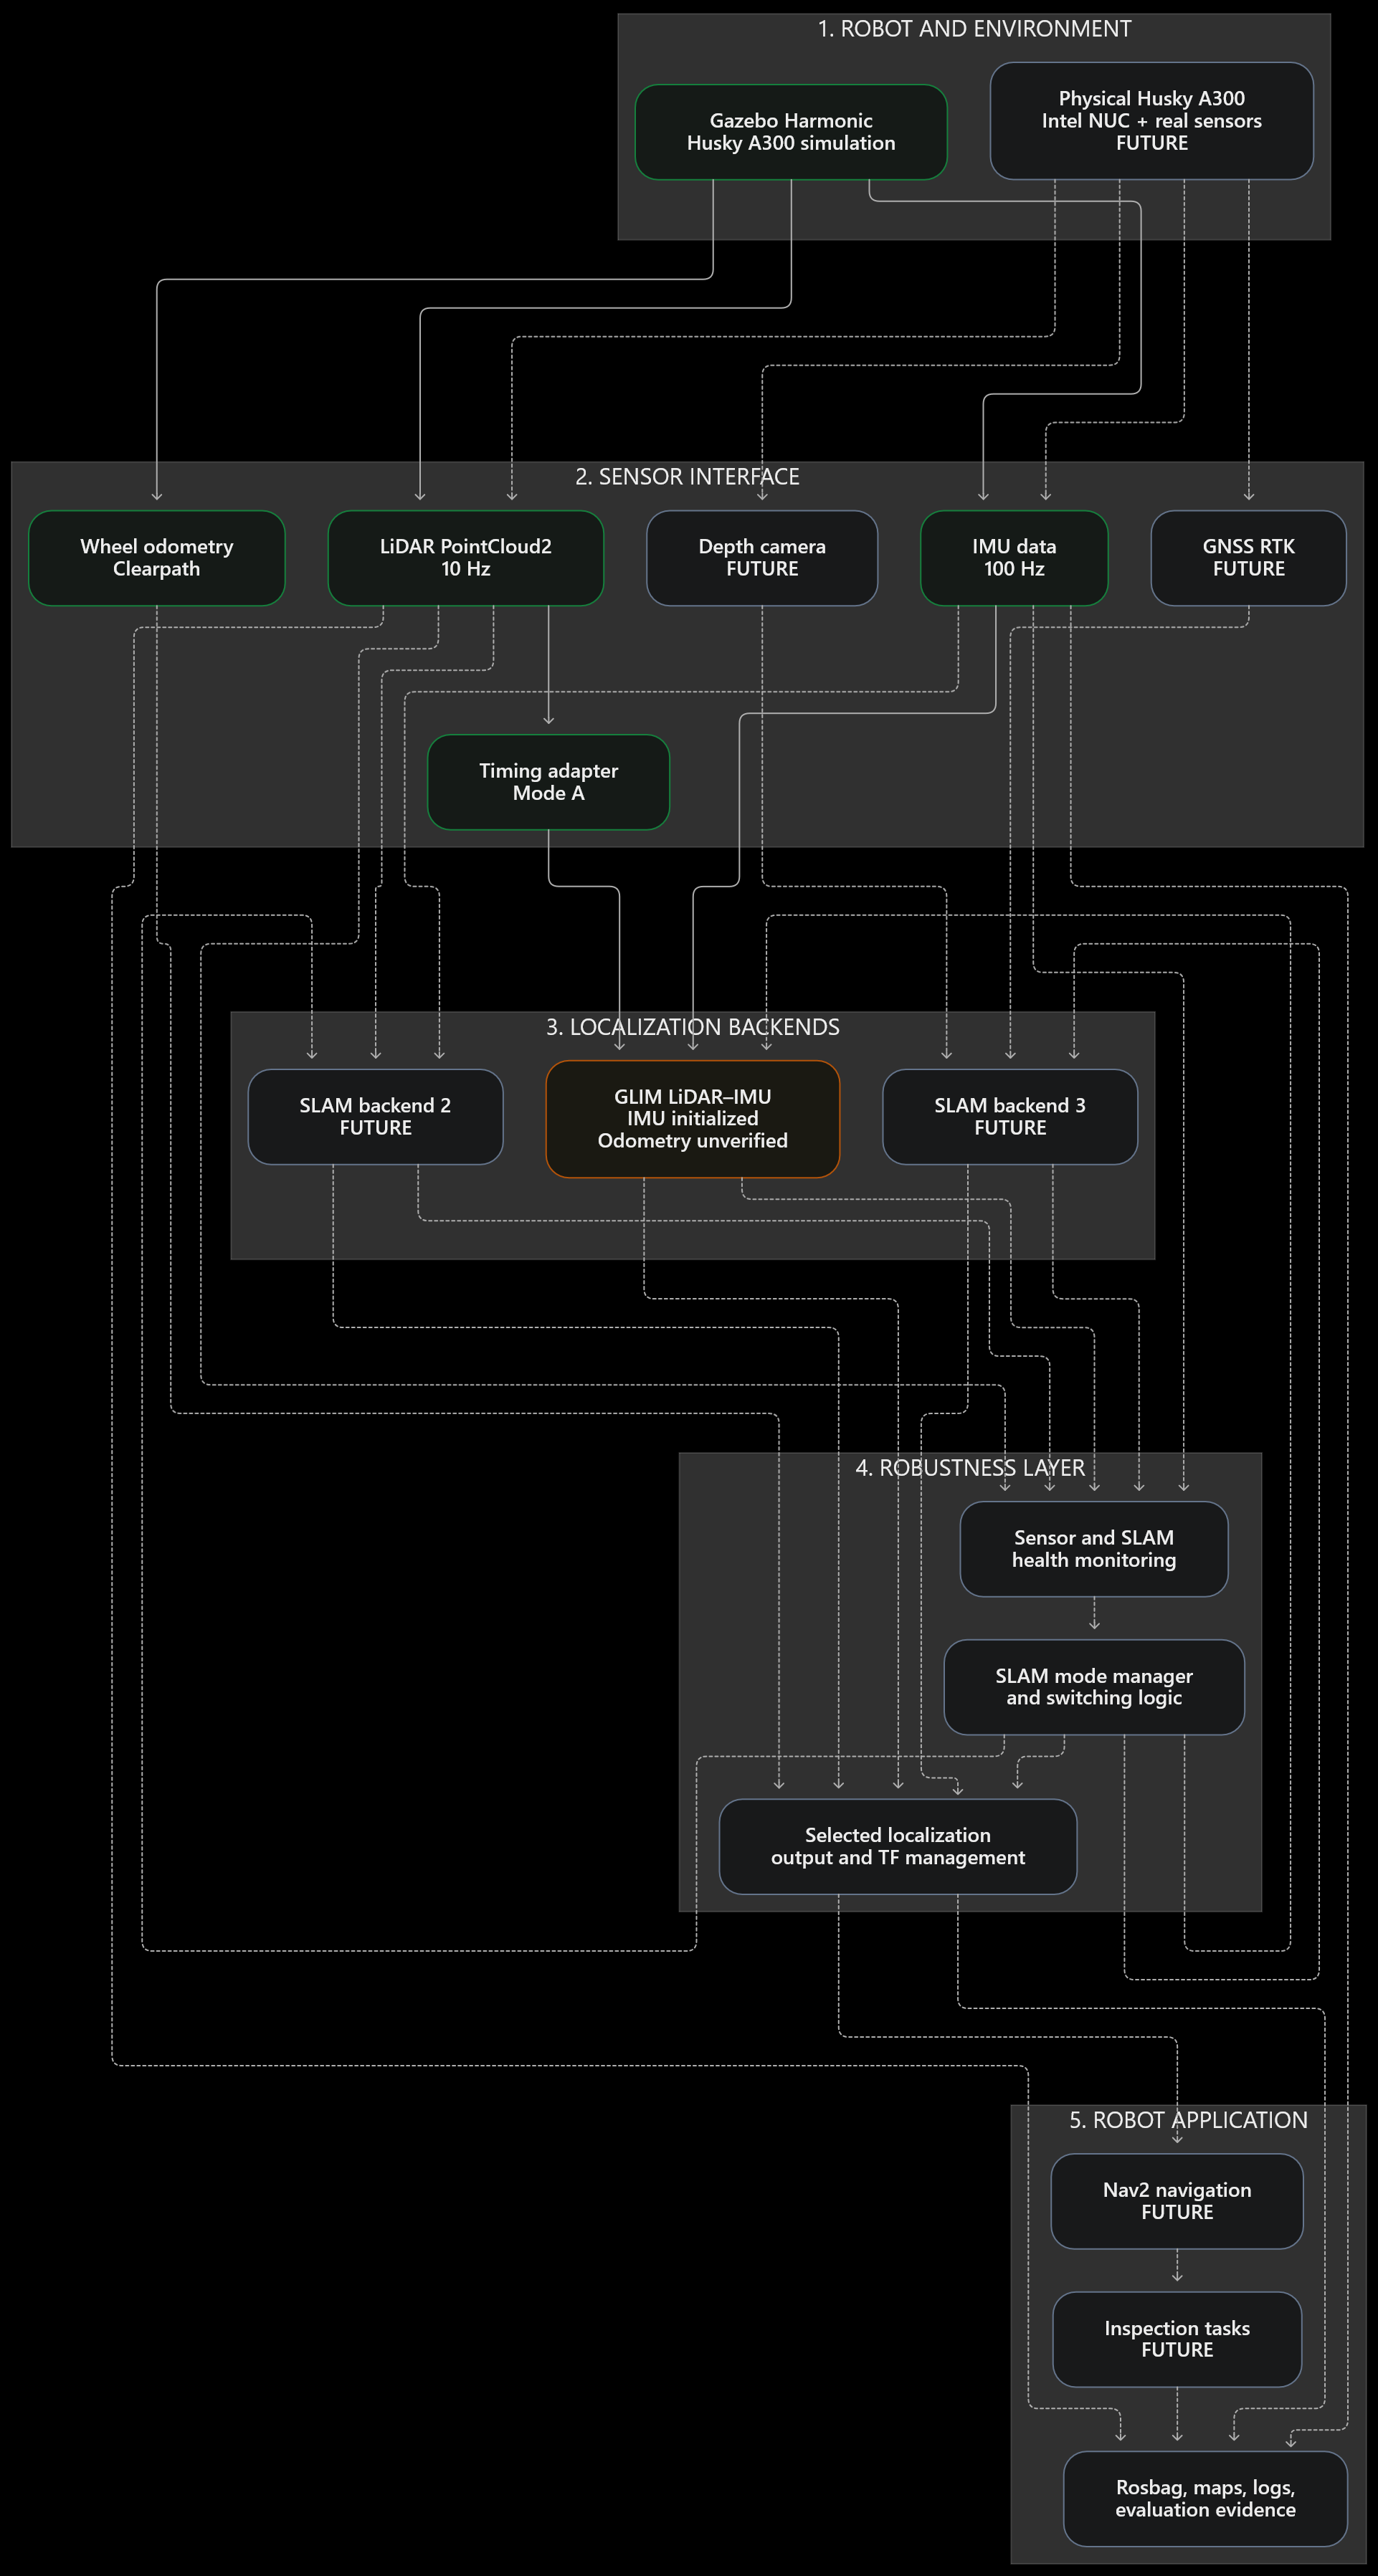 1. ROBOT AND ENVIRONMENT
Gazebo Harmonic
Husky A300 simulation
Physical Husky A300
Intel NUC + real sensors
FUTURE
2. SENSOR INTERFACE
Wheel odometry
Clearpath
LiDAR PointCloud2
10 Hz
Depth camera
FUTURE
IMU data
100 Hz
GNSS RTK
FUTURE
Timing adapter
Mode A
3. LOCALIZATION BACKENDS
SLAM backend 2
FUTURE
GLIM LiDAR–IMU
IMU initialized
Odometry unverified
SLAM backend 3
FUTURE
4. ROBUSTNESS LAYER
Sensor and SLAM
health monitoring
SLAM mode manager
and switching logic
Selected localization
output and TF management
5. ROBOT APPLICATION
Nav2 navigation
FUTURE
Inspection tasks
FUTURE
Rosbag, maps, logs,
evaluation evidence